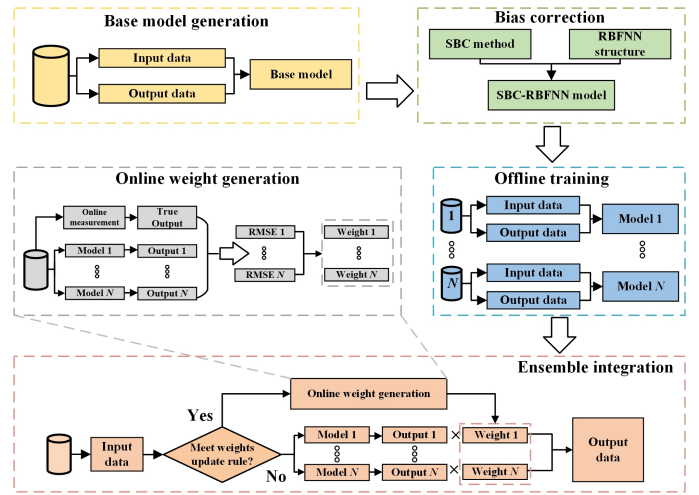 Base model generation
Input data
Output data
Base model
Bias correction
SBC method
RBFNN
structure
SBC-RBFNN model
Online weight generation
Online
measurement
True
Output
Model 1
Output 1
Model N
Output N
RMSE 1
RMSE N
Weight 1
Weight N
Offline training
1
Input data
Output data
Model 1
N
Input data
Output data
Model N
Ensemble integration
Online weight generation
Yes
Input
data
Meet weights
update rule?
No
Model 1
Output 1
×
Weight 1
Model N
Output N
×
Weight N
Output
data